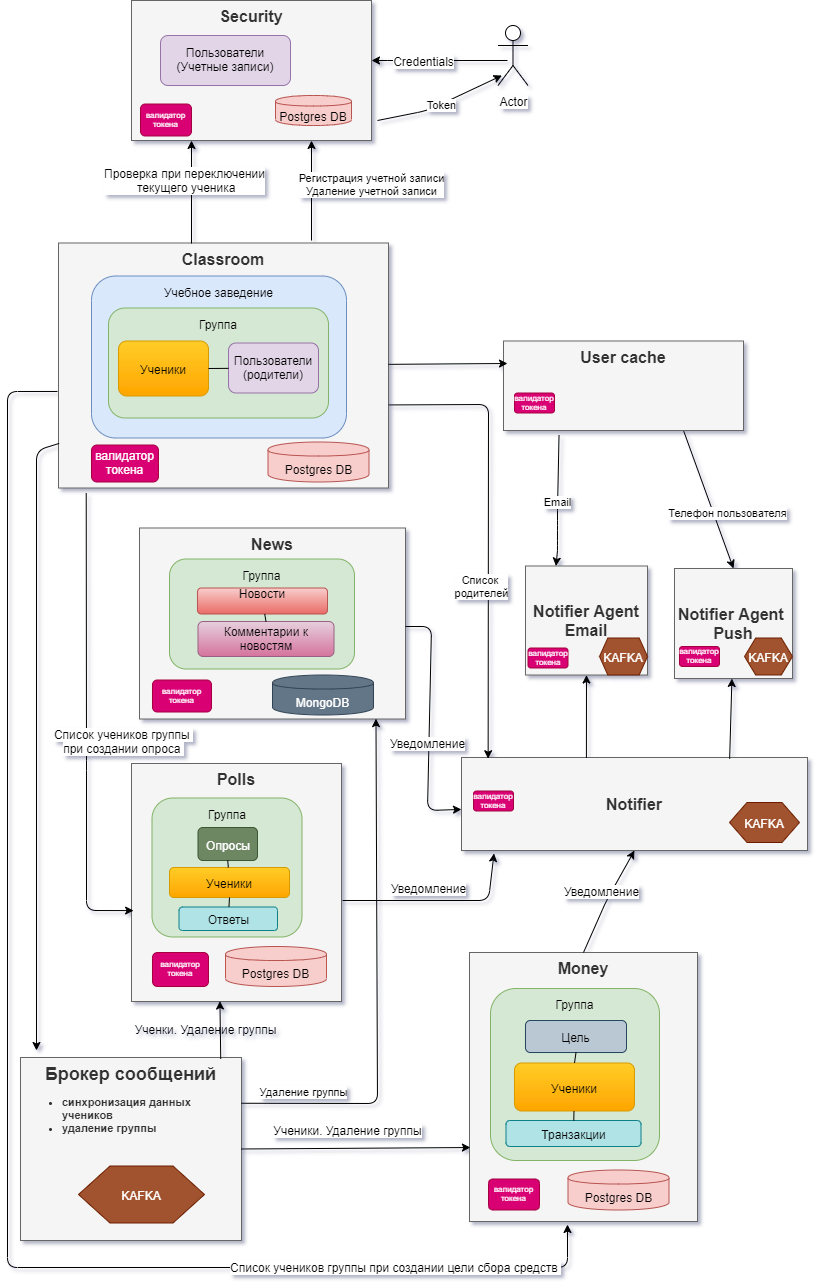 Security
Пользователи
(Учетные записи)
валидатор
токена
Postgres DB
Credentials
Token
Actor
Проверка при переключении
текущего ученика
Регистрация учетной записи
Удаление учетной записи
Classroom
Учебное заведение
Группа
Ученики
Пользователи
(родители)
валидатор
токена
Postgres DB
User cache
валидатор
токена
Email
Телефон пользователя
News
Группа
Новости
Комментарии к
новостям
валидатор
токена
MongoDB
Список
родителей
Notifier Agent
Email
валидатор
токена
KAFKA
Notifier Agent
Push
валидатор
токена
KAFKA
Список учеников группы
при создании опроса
Уведомление
Polls
Группа
Опросы
Ученики
Ответы
валидатор
токена
Postgres DB
Notifier
валидатор
токена
KAFKA
Уведомление
Уведомление
Money
Группа
Цель
Ученики
Транзакции
валидатор
токена
Postgres DB
Ученки. Удаление группы
Брокер сообщений
• синхронизация данных
учеников
• удаление группы
KAFKA
Удаление группы
Ученики. Удаление группы
Список учеников группы при создании цели сбора средств